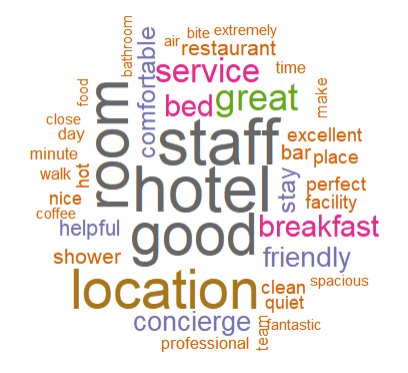 bite extremely
air restaurant
bathroom
comfortable
service time
food
bed great make
room
close
staff excellent
day
minute bar place
walk hot hotel stay perfect
nice facility
coffee
helpful good breakfast
shower friendly
location clean spacious
quiet
concierge team fantastic
professional